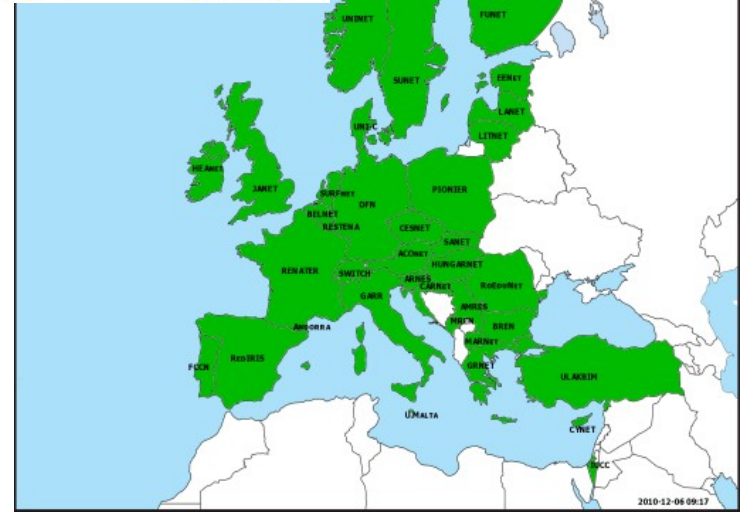 UNINET
FUNET
SUNET
EENET
LANET
UNI-C
LITNET
HEANET
JANET
SURFNET
PIONIER
DFN
BELNET
RESTENA
CESNET
SANET
ACONET
HUNGARNET
RENATER
SWITCH
ARNES
CARNET
ROEDUNET
GARR
AMRES
MREN
BREN
ANDORRA
MARNET
REDIRIS
GRNET
FCCN
ULAKBIM
U.MALTA
CYNET
IUCC
2010-12-06 09:17